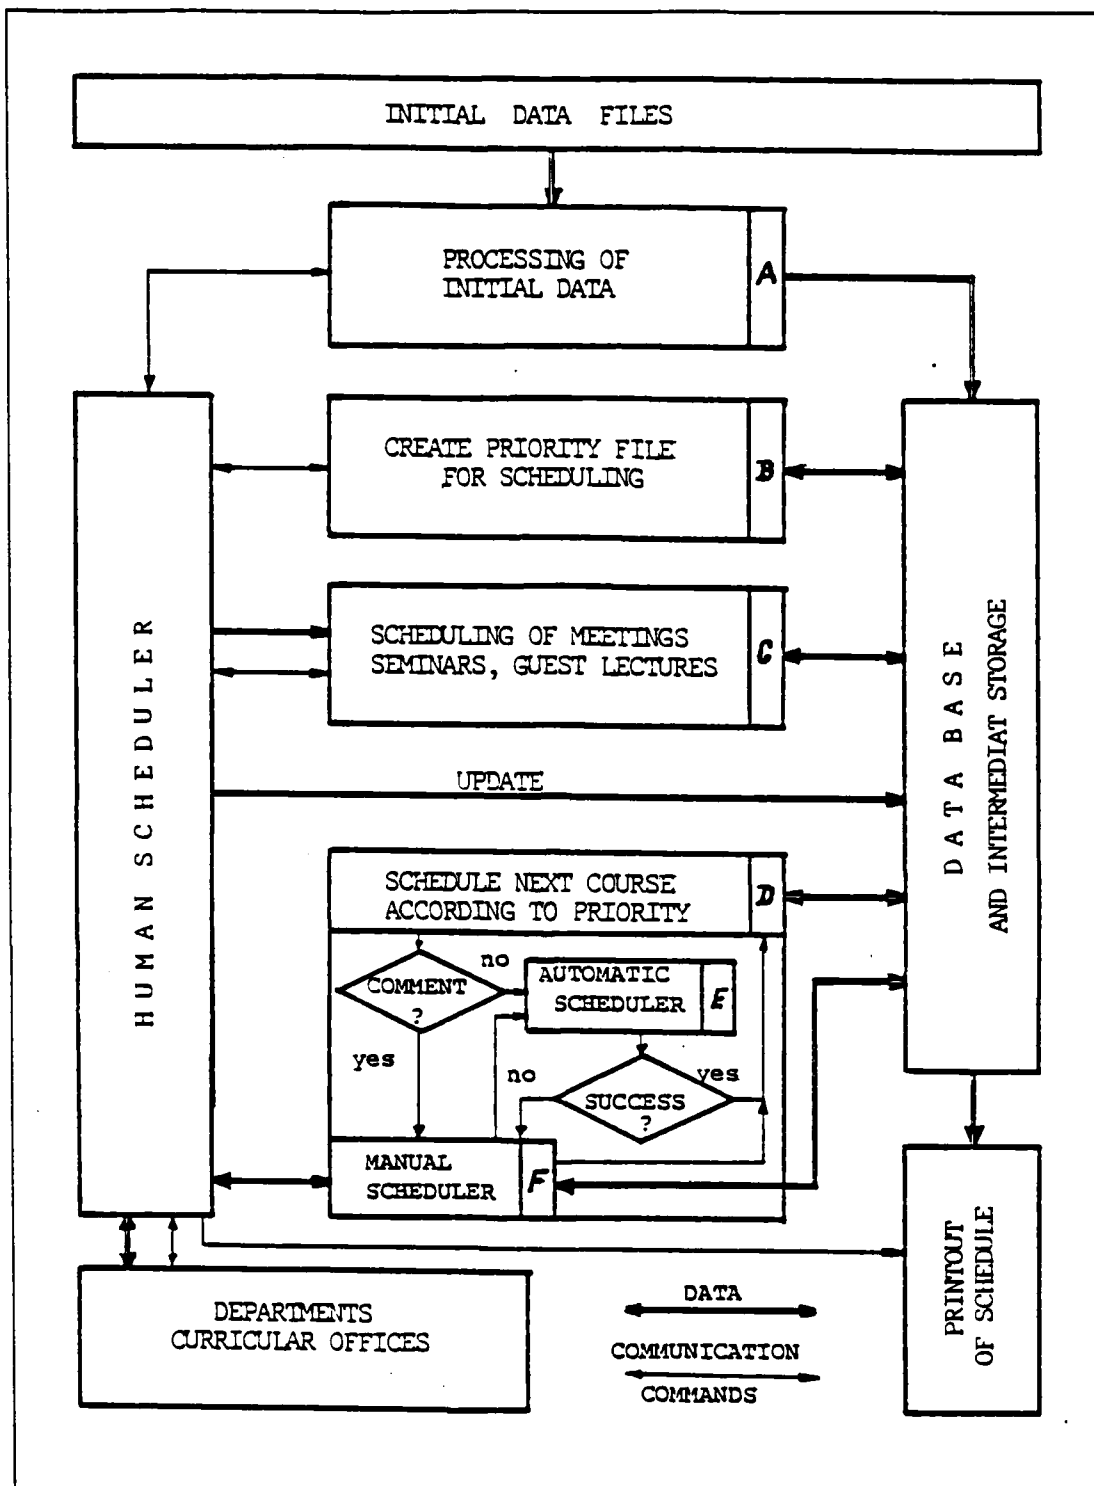 INITIAL DATA FILES
PROCESSING OF
INITIAL DATA
A
CREATE PRIORITY FILE
FOR SCHEDULING
B
SCHEDULING OF MEETINGS
SEMINARS, GUEST LECTURES
C
HUMAN SCHEDULER
DATA BASE
AND INTERMEDIAT STORAGE
UPDATE
SCHEDULE NEXT COURSE
ACCORDING TO PRIORITY
D
COMMENT
?
no
yes
AUTOMATIC
SCHEDULER
E
no
yes
SUCCESS
?
MANUAL
SCHEDULER
F
DEPARTMENTS
CURRICULAR OFFICES
DATA
COMMUNICATION
COMMANDS
PRINTOUT
OF SCHEDULE